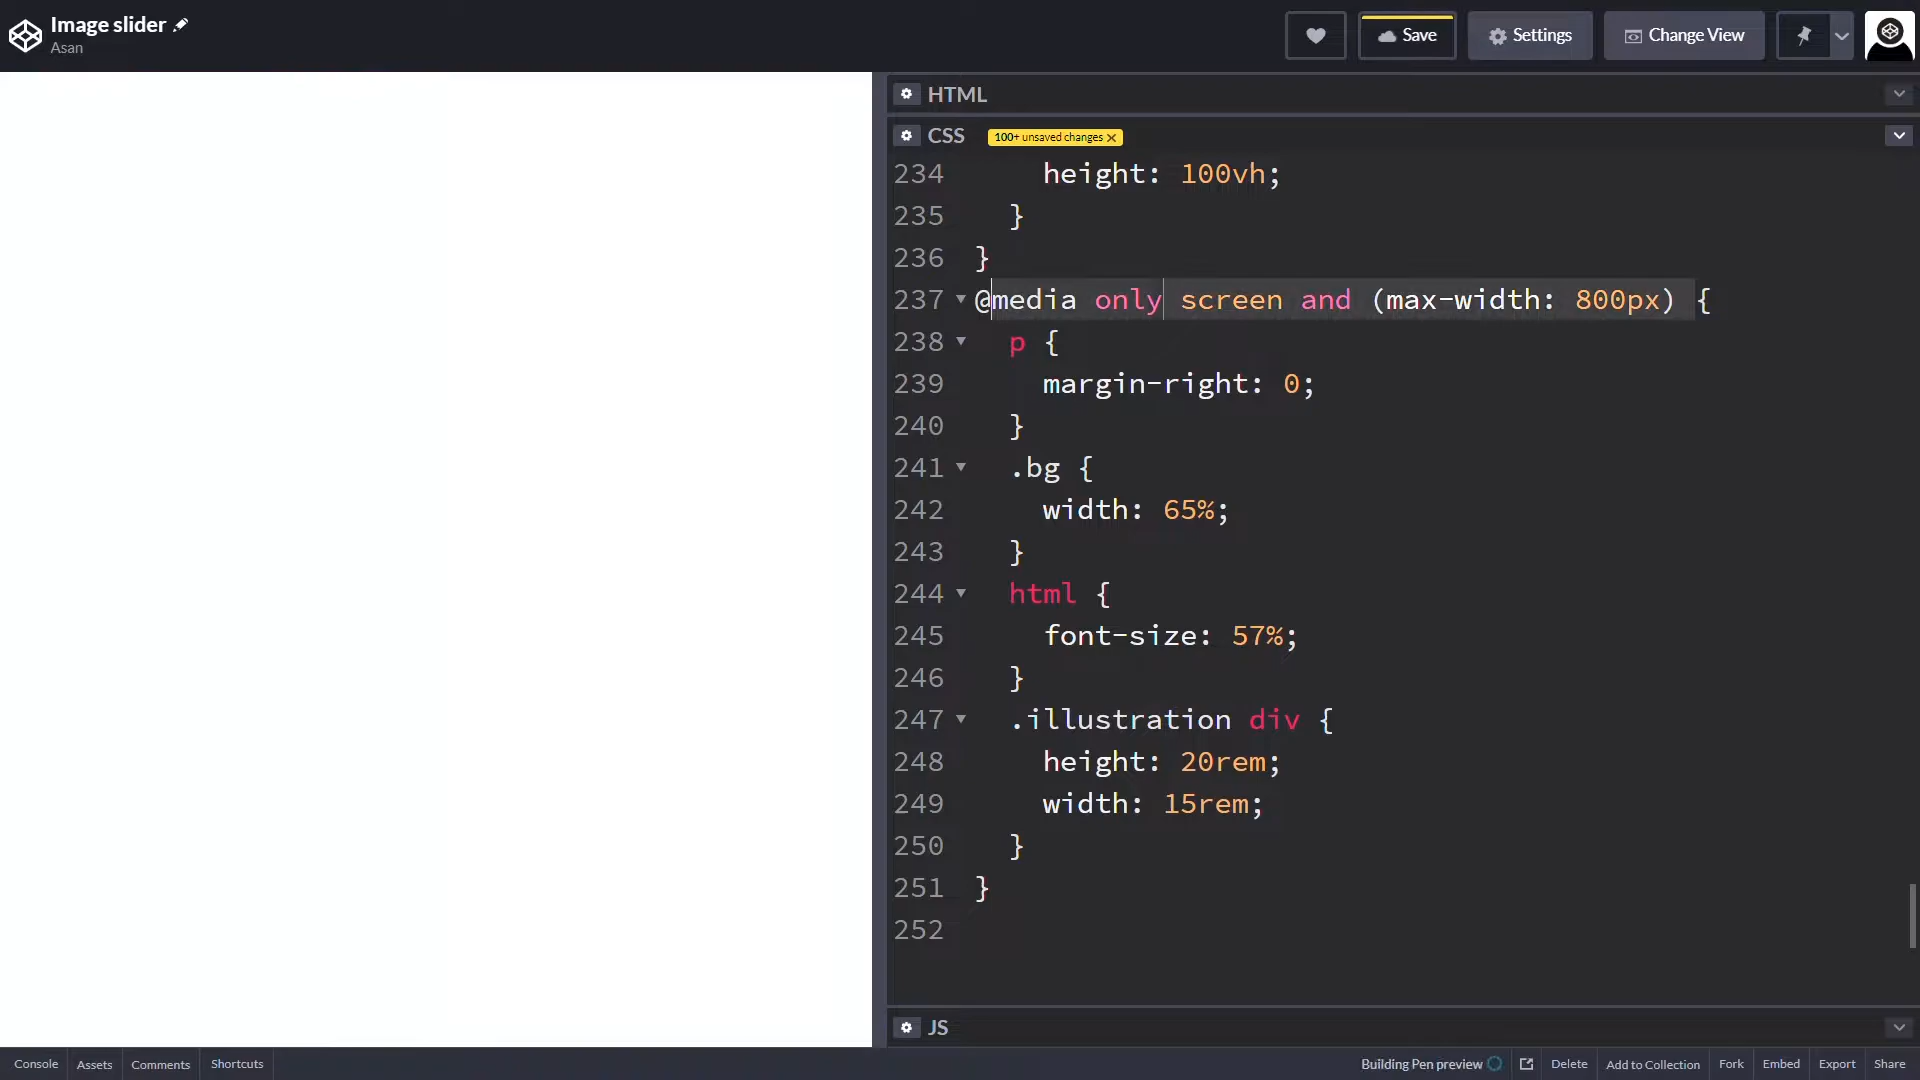 Image slider
Asan
Save
Settings
Change View
HTML
CSS
100+ unsaved changes
234 height: 100vh;
235 }
236 }
237 @media only screen and (max-width: 800px) {
238 p {
239 margin-right: 0;
240 }
241 .bg {
242 width: 65%;
243 }
244 html {
245 font-size: 57%;
246 }
247 .illustration div {
248 height: 20rem;
249 width: 15rem;
250 }
251 }
252
JS
Console Assets Comments Shortcuts
Building Pen preview Delete Add to Collection Fork Embed Export Share